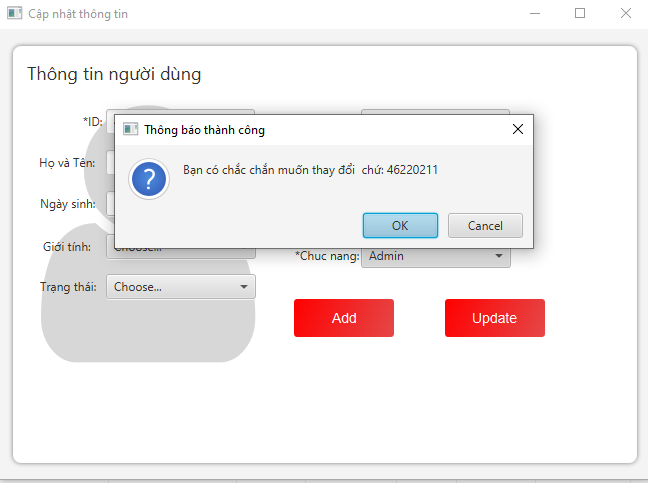 Cập nhật thông tin
Thông tin người dùng
*ID:
Thông báo thành công
Họ và Tên:
Bạn có chắc chắn muốn thay đổi  chứ: 46220211
Ngày sinh:
OK
Cancel
Giới tính:
Choose...
*Chuc nang:
Admin
Trạng thái:
Choose...
Add
Update